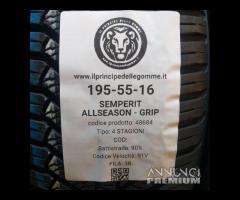 www.ilprincipedellegomme.it
195-55-16
SEMPERIT
ALLSEASON - GRIP
codice prodotto: 48684
Tipo: 4 STAGIONI
COD:
Battistrada: 90%
Codice Velocità: 91V
FILA: 38
ANNUNCI
PREMIUM